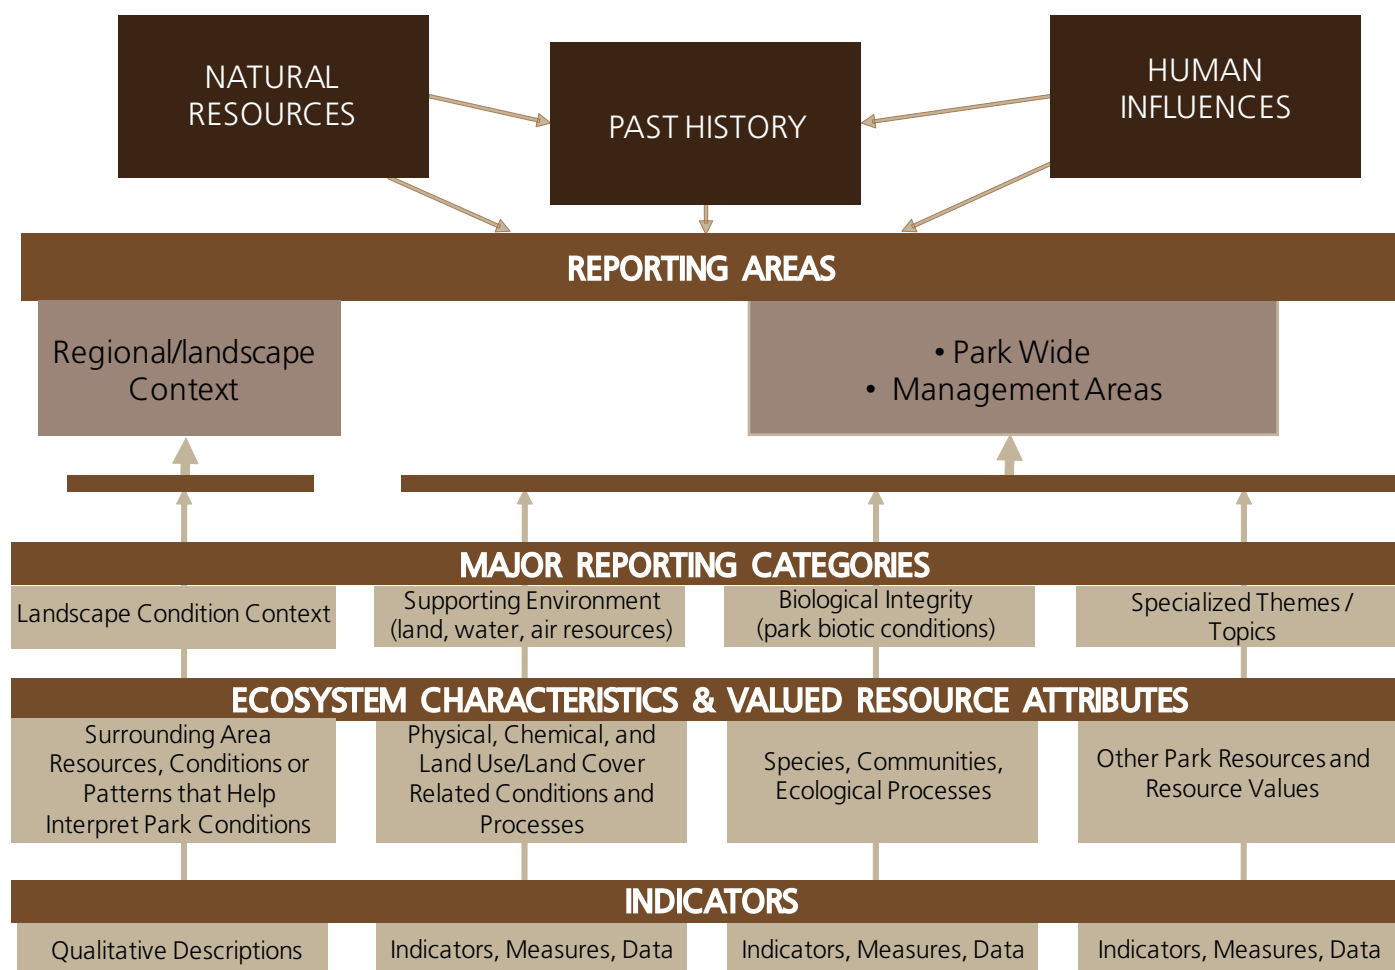 NATURAL
RESOURCES
PAST HISTORY
HUMAN
INFLUENCES
REPORTING AREAS
Regional/landscape
Context
• Park Wide
• Management Areas
MAJOR REPORTING CATEGORIES
Landscape Condition Context
Supporting Environment
(land, water, air resources)
Biological Integrity
(park biotic conditions)
Specialized Themes /
Topics
ECOSYSTEM CHARACTERISTICS & VALUED RESOURCE ATTRIBUTES
Surrounding Area
Resources, Conditions or
Patterns that Help
Interpret Park Conditions
Physical, Chemical, and
Land Use/Land Cover
Related Conditions and
Processes
Species, Communities,
Ecological Processes
Other Park Resources and
Resource Values
INDICATORS
Qualitative Descriptions
Indicators, Measures, Data
Indicators, Measures, Data
Indicators, Measures, Data